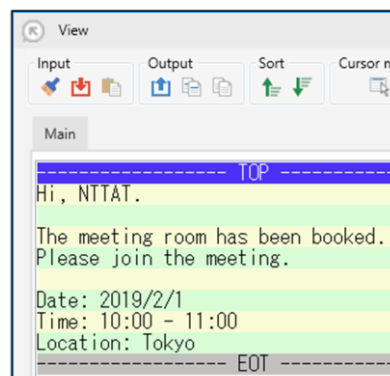 View
Input Output Sort Cursor
Main
------------------ TOP -----------
Hi, NTTAT.
The meeting room has been booked.
Please join the meeting.
Date: 2019/2/1
Time: 10:00 - 11:00
Location: Tokyo
------------------ EOT -----------